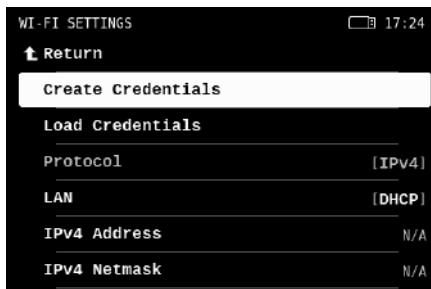 WI-FI SETTINGS 17:24
Return
Create Credentials
Load Credentials
Protocol [IPv4]
LAN [DHCP]
IPv4 Address N/A
IPv4 Netmask N/A